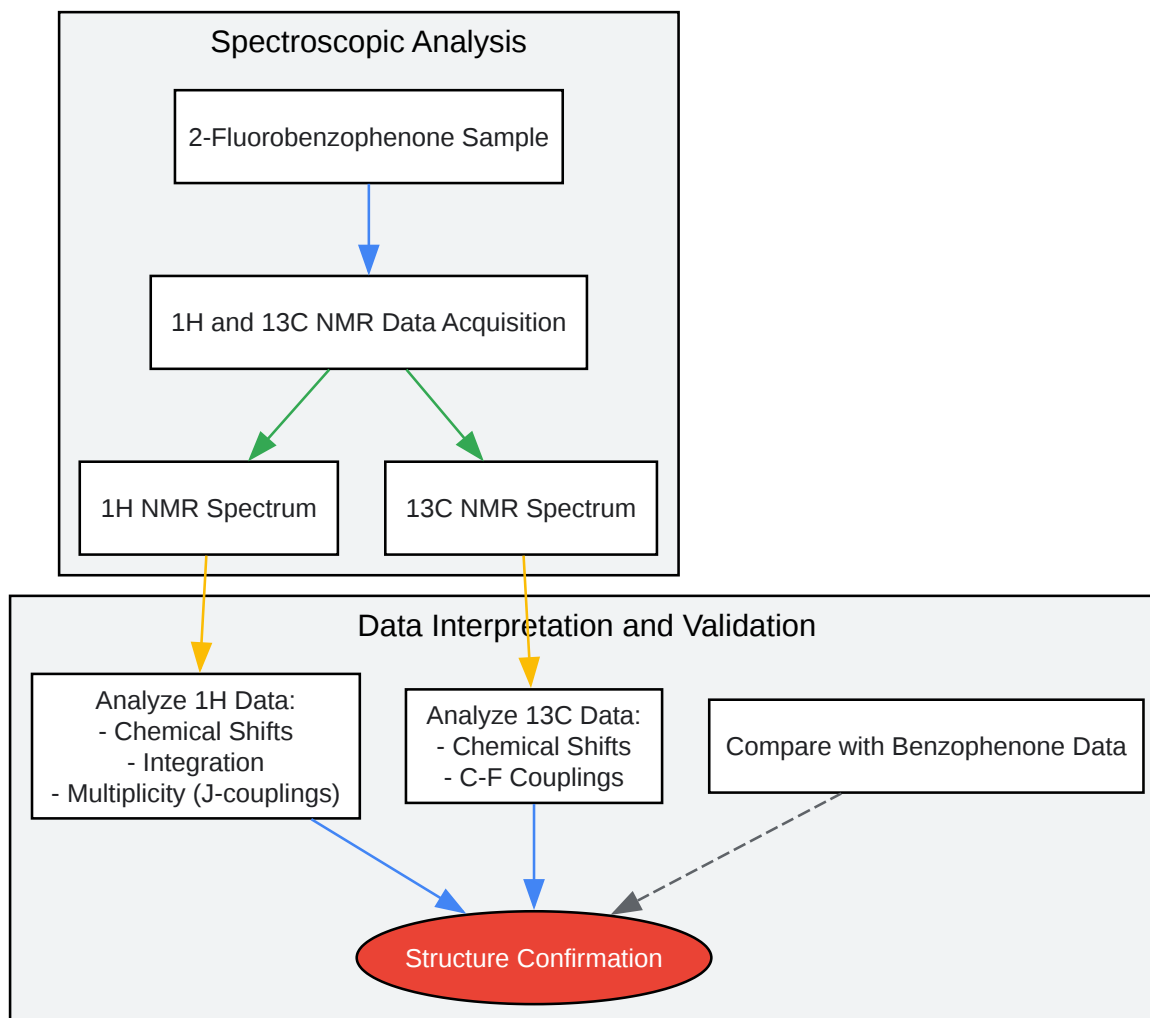 Spectroscopic Analysis
2-Fluorobenzophenone Sample
1H and 13C NMR Data Acquisition
1H NMR Spectrum
13C NMR Spectrum
Data Interpretation and Validation
Analyze 1H Data:
- Chemical Shifts
- Integration
- Multiplicity (J-couplings)
Analyze 13C Data:
- Chemical Shifts
- C-F Couplings
Compare with Benzophenone Data
Structure Confirmation